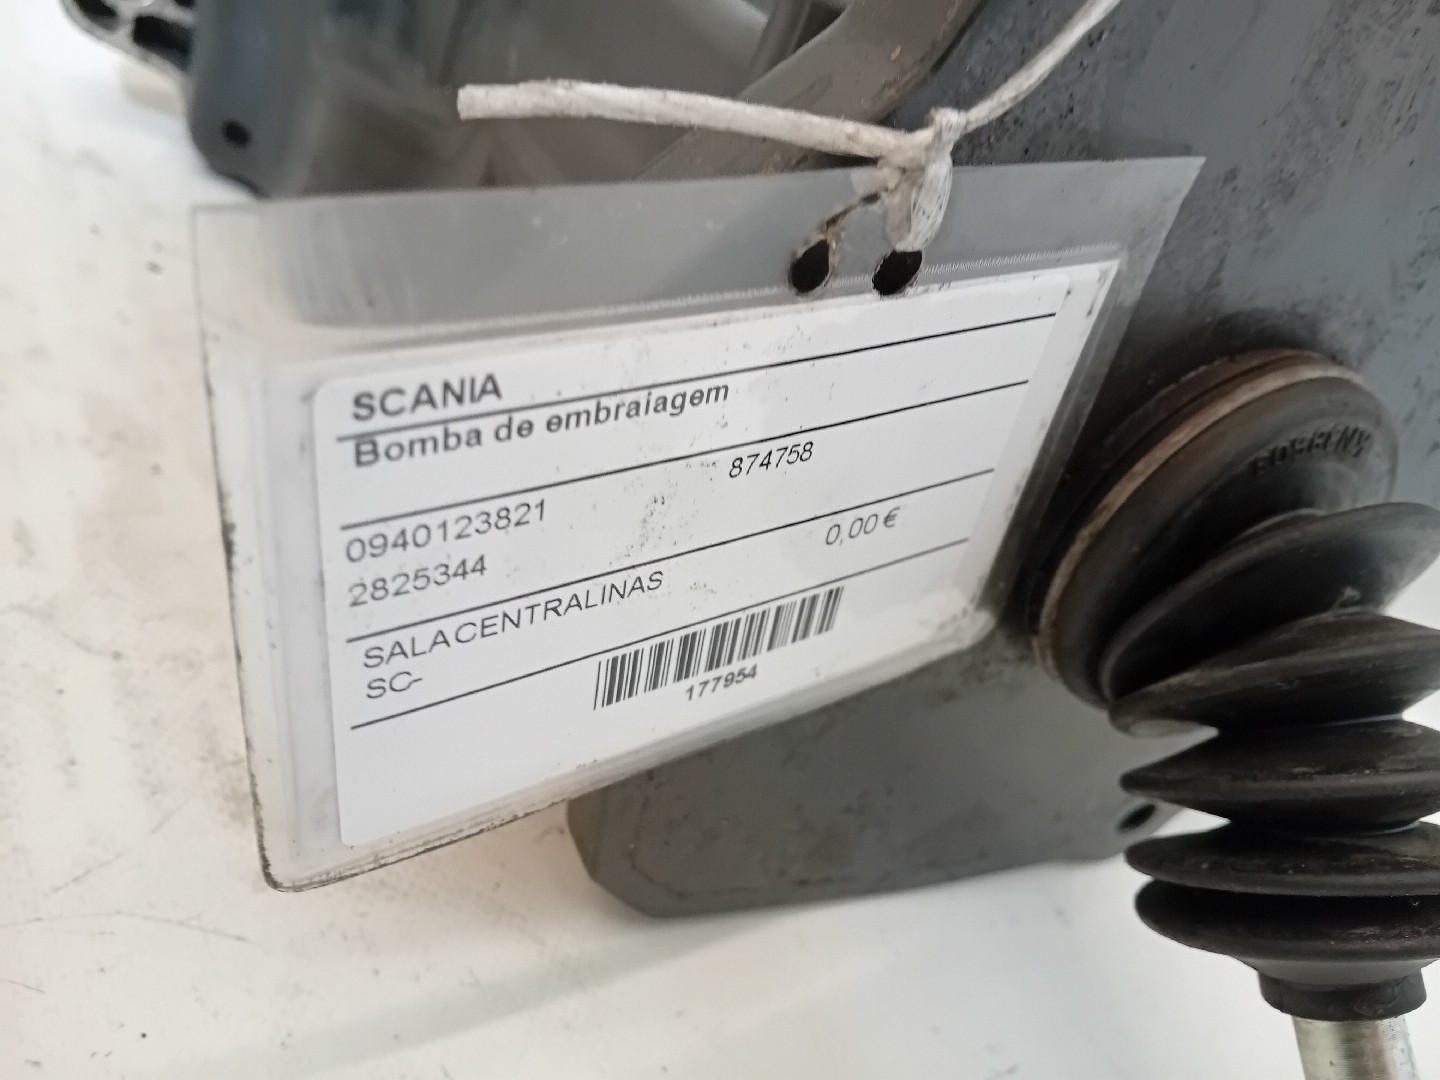 SCANIA
Bomba de embraiagem
0940123821 874758
2825344
SALACENTRALINAS 0,00 €
SC-
177954